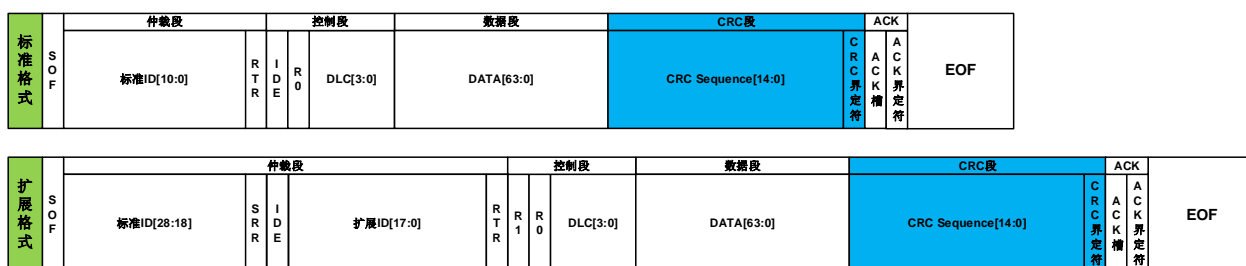 标准格式
SOF
仲裁段
控制段
数据段
CRC段
ACK
标准ID[10:0]
RTR
IDE
R0
DLC[3:0]
DATA[63:0]
CRC Sequence[14:0]
CRC界定符
ACK槽
ACK界定符
EOF
扩展格式
SOF
仲裁段
控制段
数据段
CRC段
ACK
标准ID[28:18]
SRR
IDE
扩展ID[17:0]
RTR
R1
R0
DLC[3:0]
DATA[63:0]
CRC Sequence[14:0]
CRC界定符
ACK槽
ACK界定符
EOF